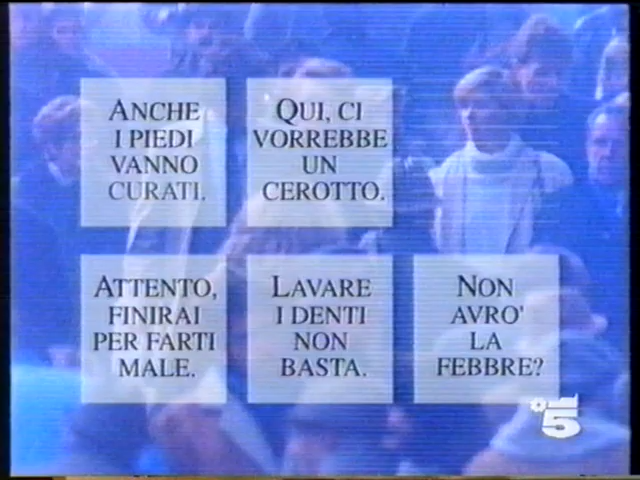 ANCHE
I PIEDI
VANNO
CURATI.
QUI, CI
VORREBBE
UN
CEROTTO.
ATTENTO,
FINIRAI
PER FARTI
MALE.
LAVARE
I DENTI
NON
BASTA.
NON
AVRO'
LA
FEBBRE?
5